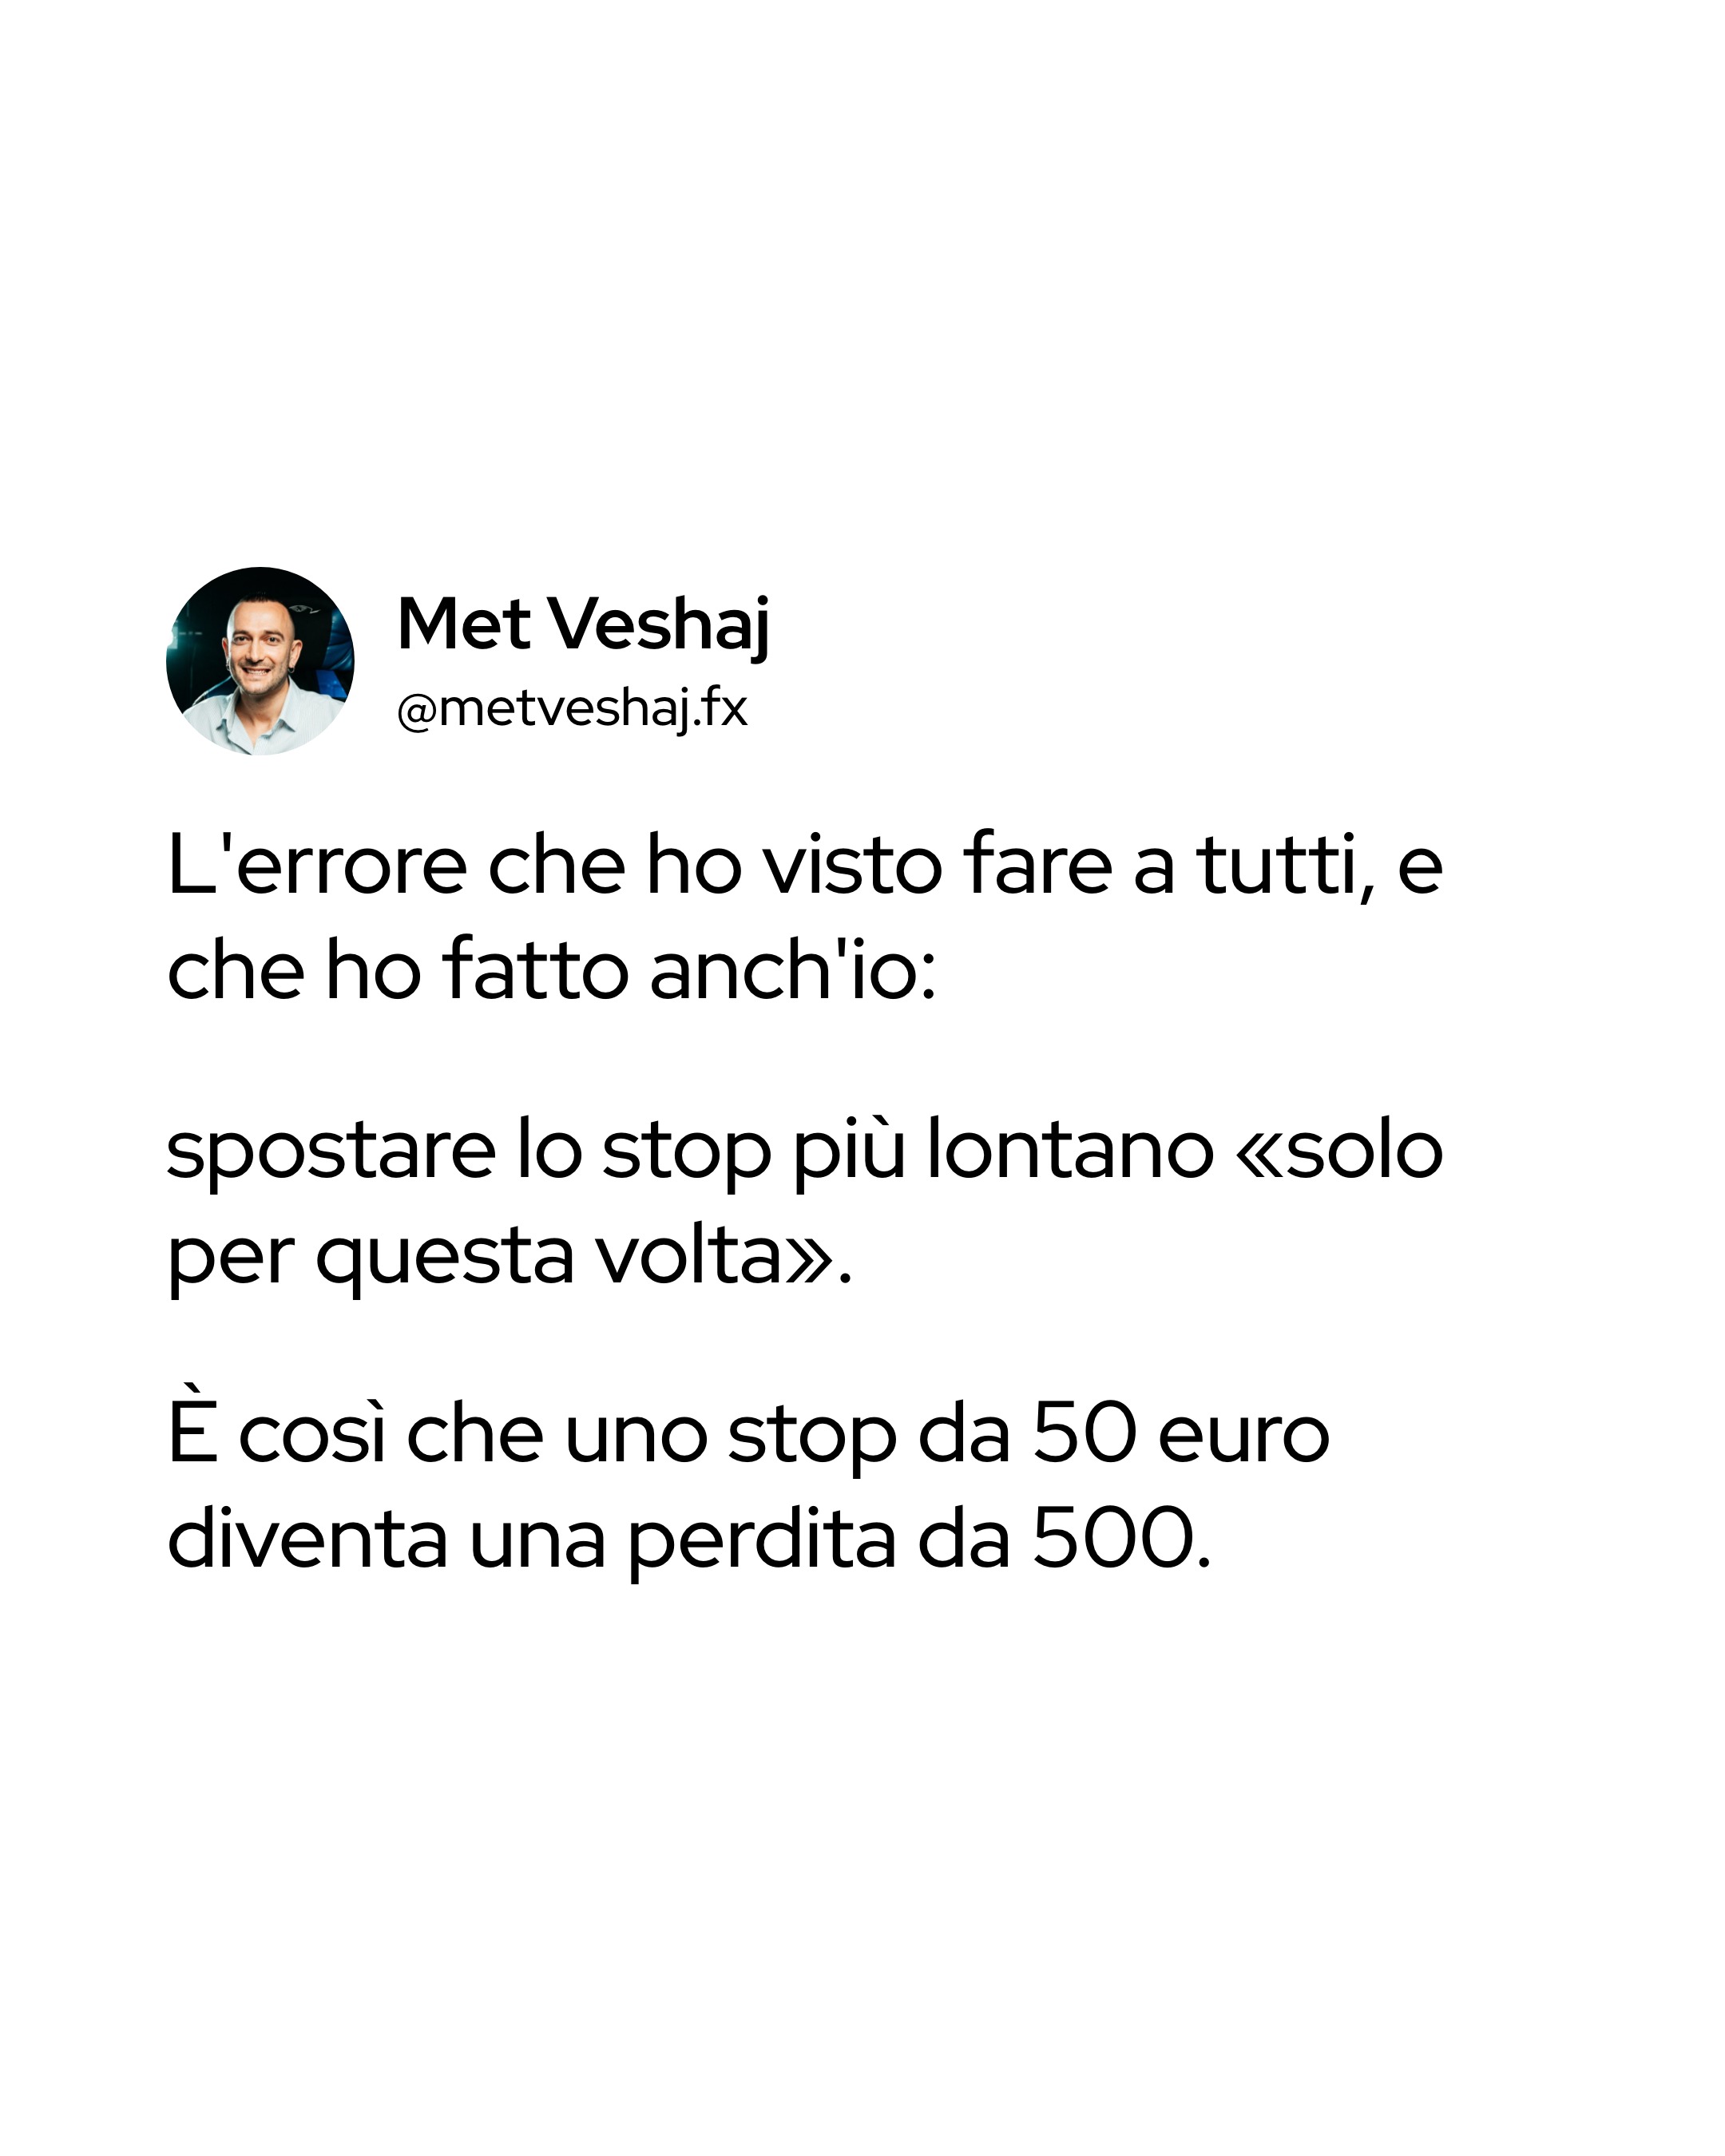 Met Veshaj
@metveshaj.fx
L'errore che ho visto fare a tutti, e
che ho fatto anch'io:
spostare lo stop più lontano «solo
per questa volta».
È così che uno stop da 50 euro
diventa una perdita da 500.